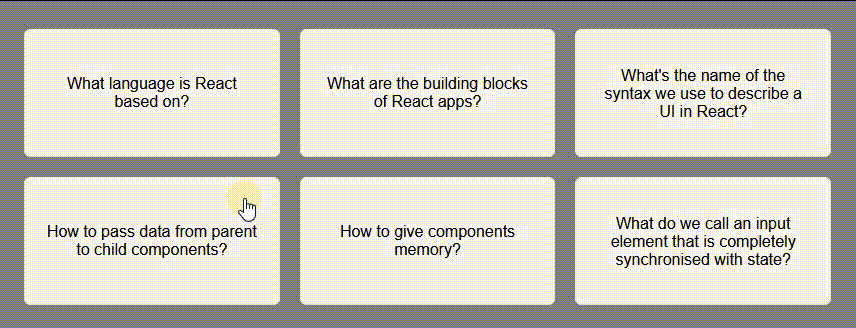 What language is React
based on?
What are the building blocks
of React apps?
What's the name of the
syntax we use to describe a
UI in React?
How to pass data from parent
to child components?
How to give components
memory?
What do we call an input
element that is completely
synchronised with state?